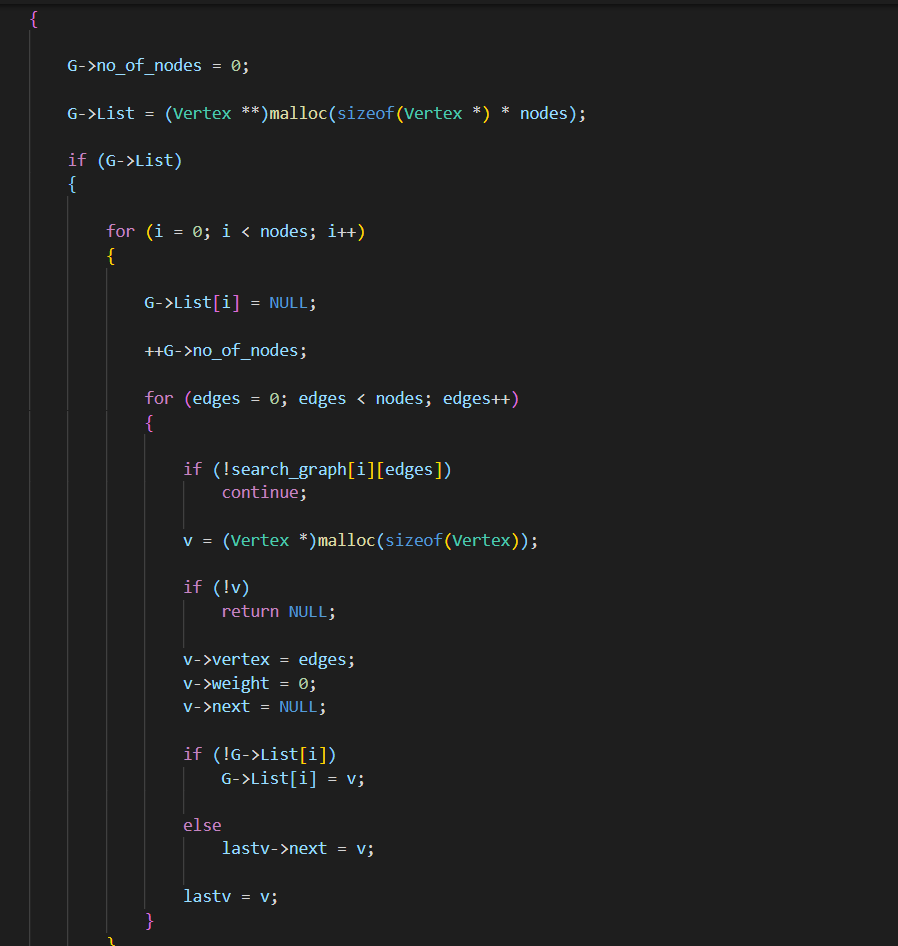 {
G->no_of_nodes = 0;
G->List = (Vertex **)malloc(sizeof(Vertex *) * nodes);
if (G->List)
{
for (i = 0; i < nodes; i++)
{
G->List[i] = NULL;
++G->no_of_nodes;
for (edges = 0; edges < nodes; edges++)
{
if (!search_graph[i][edges])
continue;
v = (Vertex *)malloc(sizeof(Vertex));
if (!v)
return NULL;
v->vertex = edges;
v->weight = 0;
v->next = NULL;
if (!G->List[i])
G->List[i] = v;
else
lastv->next = v;
lastv = v;
}
}